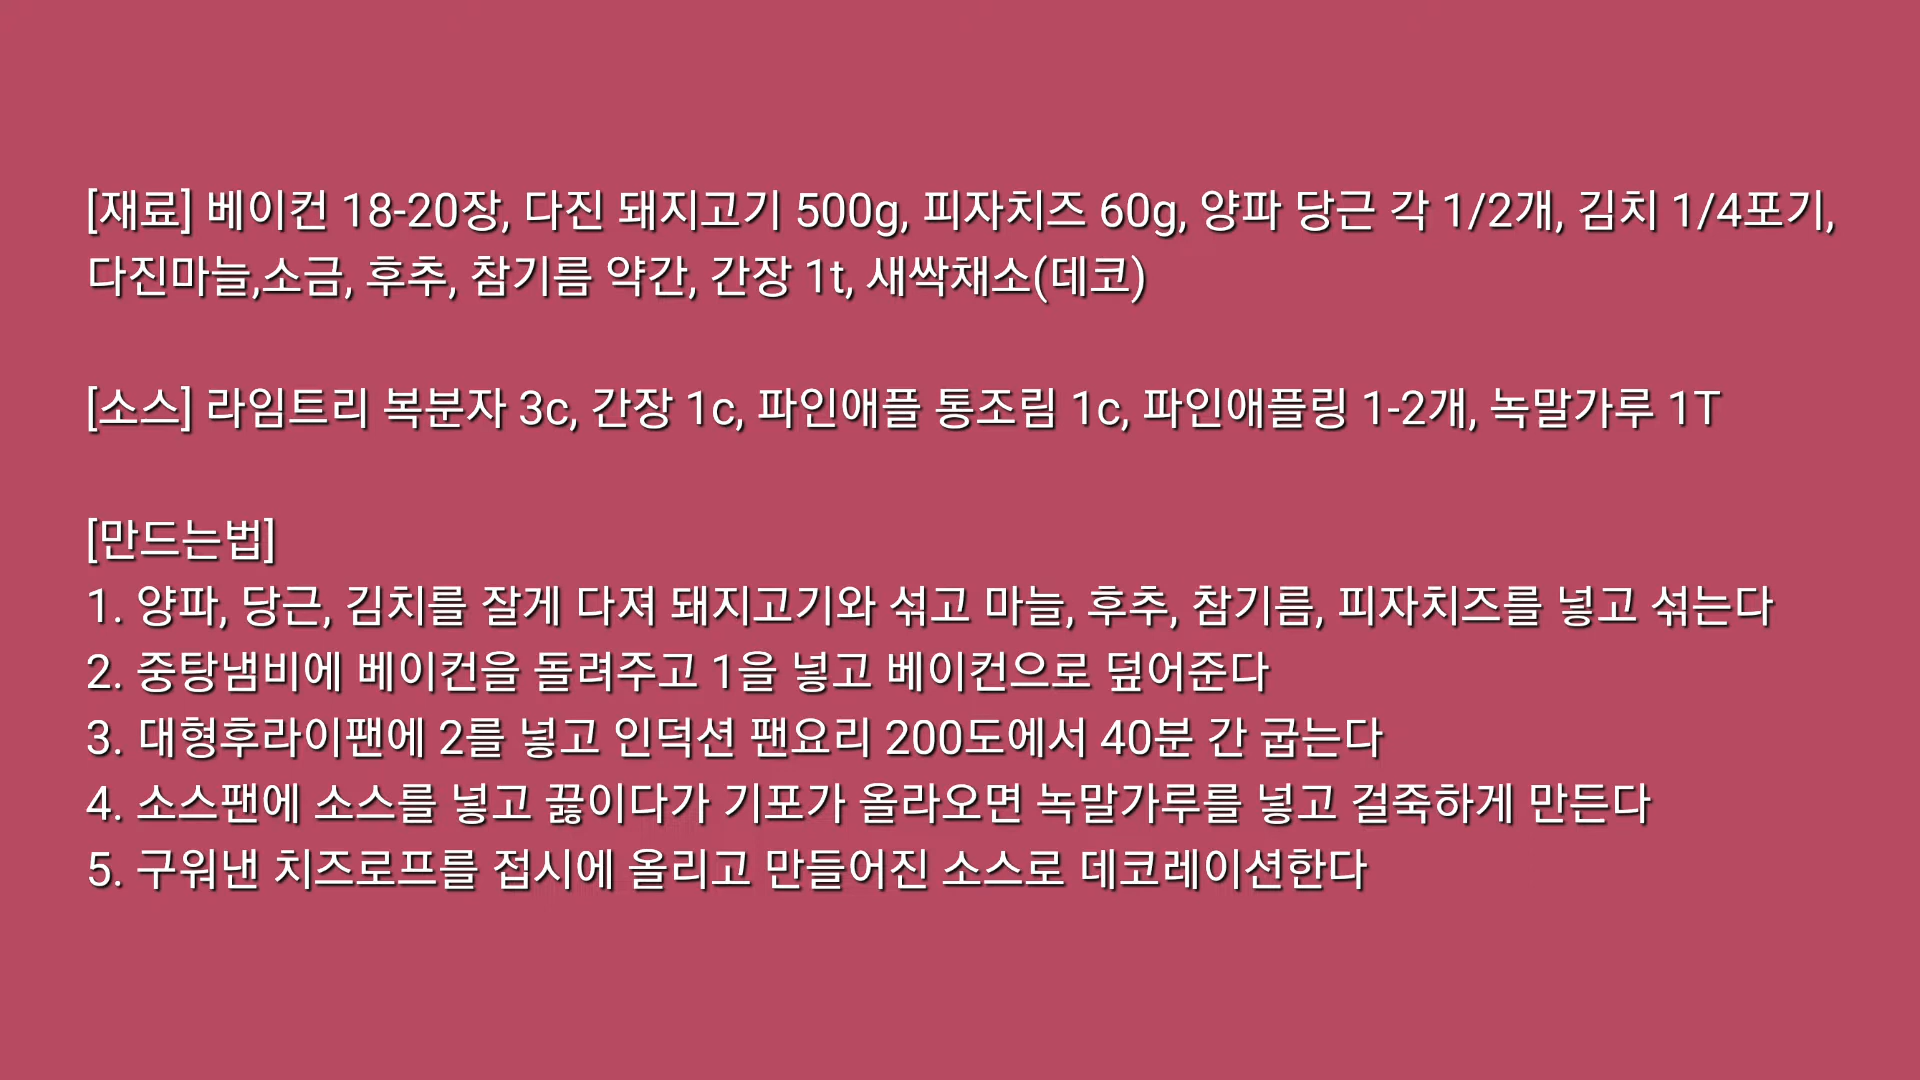 [재료] 베이컨 18-20장, 다진 돼지고기 500g, 피자치즈 60g, 양파 당근 각 1/2개, 김치 1/4포기,
다진마늘,소금, 후추, 참기름 약간, 간장 1t, 새싹채소(데코)
[소스] 라임트리 복분자 3c, 간장 1c, 파인애플 통조림 1c, 파인애플링 1-2개, 녹말가루 1T
[만드는법]
1. 양파, 당근, 김치를 잘게 다져 돼지고기와 섞고 마늘, 후추, 참기름, 피자치즈를 넣고 섞는다
2. 중탕냄비에 베이컨을 돌려주고 1을 넣고 베이컨으로 덮어준다
3. 대형후라이팬에 2를 넣고 인덕션 팬요리 200도에서 40분 간 굽는다
4. 소스팬에 소스를 넣고 끓이다가 기포가 올라오면 녹말가루를 넣고 걸죽하게 만든다
5. 구워낸 치즈로프를 접시에 올리고 만들어진 소스로 데코레이션한다